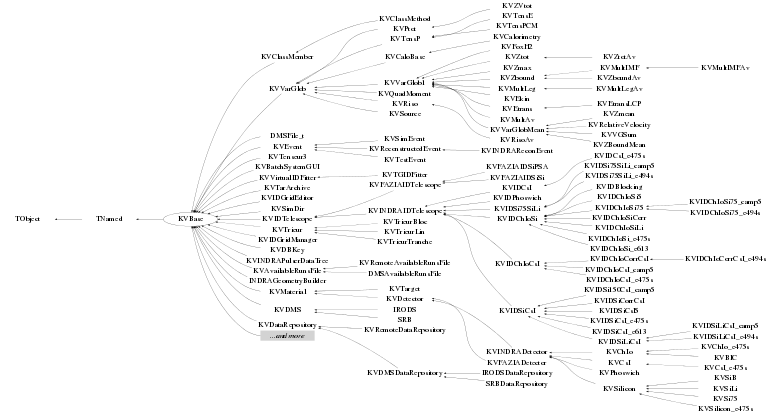 TObject
TNamed
KVBase
KVClassMember
KVVarGlob
DMSFile_t
KVEvent
KVTenseur3
KVBatchSystemGUI
KVVirtualIDFitter
KVTarArchive
KVIDGridEditor
KVSimDir
KVIDTelescope
KVTrieur
KVIDGridManager
KVDBKey
KVINDRAPulserDataTree
KVAvailableRunsFile
INDRAGeometryBuilder
KVMaterial
KVDMS
KVDataRepository
...and more
KVClassMethod
KVPret
KVTensP
KVCaloBase
KVVarGlob1
KVQuadMoment
KVRiso
KVSource
KVSimEvent
KVReconstructedEvent
KVTestEvent
KVTGIDFitter
KVFAZIAIDTelescope
KVINDRAIDTelescope
KVTrieurBloc
KVTrieurLin
KVTrieurTranche
KVRemoteAvailableRunsFile
DMSAvailableRunsFile
KVTarget
KVDetector
IRODS
SRB
KVRemoteDataRepository
KVDMSDataRepository
KVZVtot
KVTensE
KVTensPCM
KVCalorimetry
KVFoxH2
KVZtot
KVZmax
KVZbound
KVMultLeg
KVEkin
KVEtrans
KVMultAv
KVVarGlobMean
KVRisoAv
KVINDRAReconEvent
KVFAZIAIDSiPSA
KVFAZIAIDSiSi
KVIDCsI
KVIDPhoswich
KVIDSi75SiLi
KVIDChIoSi
KVIDChIoCsI
KVIDSiCsI
KVINDRADetector
KVFAZIADetector
IRODSDataRepository
SRBDataRepository
KVZtotAv
KVMultIMF
KVZboundAv
KVMultLegAv
KVEtransLCP
KVZmean
KVRelativeVelocity
KVVGSum
KVZBoundMean
KVIDCsI_e475s
KVIDSi75SiLi_camp5
KVIDSi75SiLi_e494s
KVIDBlocking
KVIDChIoSi5
KVIDChIoSi75
KVIDChIoSiCorr
KVIDChIoSiLi
KVIDChIoSi_e475s
KVIDChIoSi_e613
KVIDChIoCorrCsI
KVIDChIoCsI_camp5
KVIDChIoCsI_e475s
KVIDSi150CsI_camp5
KVIDSiCorrCsI
KVIDSiCsI5
KVIDSiCsI_e475s
KVIDSiCsI_e613
KVIDSiLiCsI
KVChIo
KVCsI
KVPhoswich
KVSilicon
KVMultIMFAv
KVIDChIoSi75_camp5
KVIDChIoSi75_e494s
KVIDChIoCorrCsI_e494s
KVIDSiLiCsI_camp5
KVIDSiLiCsI_e494s
KVChIo_e475s
KVBIC
KVCsI_e475s
KVSiB
KVSiLi
KVSi75
KVSilicon_e475s